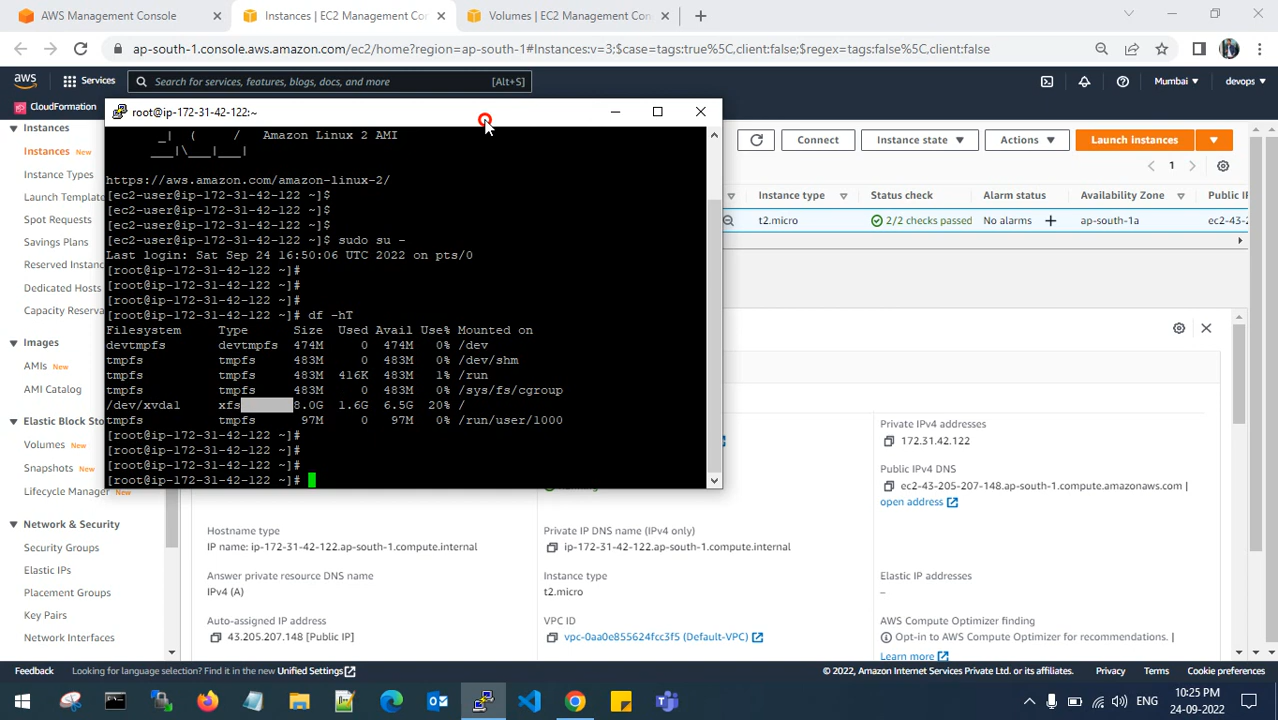 AWS Management Console
Instances | EC2 Management Con
Volumes | EC2 Management Con
ap-south-1.console.aws.amazon.com/ec2/home?region=ap-south-1#Instances:v=3;$case=tags:true%5C,client:false;$regex=tags:false%5C,client:false
aws
Services
Search for services, features, blogs, docs, and more
[Alt+S]
Mumbai
devops
CloudFormation
root@ip-172-31-42-122:~
Instances
Instances New
Instance Types
Launch Template
Spot Requests
Savings Plans
Reserved Instanc
Dedicated Hosts
Capacity Reserva
Images
AMIs New
AMI Catalog
Elastic Block Sto
Volumes New
Snapshots New
Lifecycle Manager New
Network & Security
Security Groups
Elastic IPs
Placement Groups
Key Pairs
Network Interfaces
_| ( / Amazon Linux 2 AMI
___|\___|___|
https://aws.amazon.com/amazon-linux-2/
[ec2-user@ip-172-31-42-122 ~]$
[ec2-user@ip-172-31-42-122 ~]$
[ec2-user@ip-172-31-42-122 ~]$
[ec2-user@ip-172-31-42-122 ~]$ sudo su -
Last login: Sat Sep 24 16:50:06 UTC 2022 on pts/0
[root@ip-172-31-42-122 ~]#
[root@ip-172-31-42-122 ~]#
[root@ip-172-31-42-122 ~]#
[root@ip-172-31-42-122 ~]# df -hT
Filesystem Type Size Used Avail Use% Mounted on
devtmpfs devtmpfs 474M 0 474M 0% /dev
tmpfs tmpfs 483M 0 483M 0% /dev/shm
tmpfs tmpfs 483M 416K 483M 1% /run
tmpfs tmpfs 483M 0 483M 0% /sys/fs/cgroup
/dev/xvda1 xfs 8.0G 1.6G 6.5G 20% /
tmpfs tmpfs 97M 0 97M 0% /run/user/1000
[root@ip-172-31-42-122 ~]#
[root@ip-172-31-42-122 ~]#
[root@ip-172-31-42-122 ~]#
[root@ip-172-31-42-122 ~]#
Connect
Instance state
Actions
Launch instances
1
Instance type
Status check
Alarm status
Availability Zone
Public I
t2.micro
2/2 checks passed
No alarms
ap-south-1a
ec2-43-2
Private IPv4 addresses
172.31.42.122
Public IPv4 DNS
ec2-43-205-207-148.ap-south-1.compute.amazonaws.com |
open address
Hostname type
IP name: ip-172-31-42-122.ap-south-1.compute.internal
Private IP DNS name (IPv4 only)
ip-172-31-42-122.ap-south-1.compute.internal
Answer private resource DNS name
IPv4 (A)
Instance type
t2.micro
Elastic IP addresses
–
Auto-assigned IP address
43.205.207.148 [Public IP]
VPC ID
vpc-0aa0e855624fcc3f5 (Default-VPC)
AWS Compute Optimizer finding
Opt-in to AWS Compute Optimizer for recommendations. |
Learn more
Feedback
Looking for language selection? Find it in the new Unified Settings
© 2022, Amazon Internet Services Private Ltd. or its affiliates.
Privacy
Terms
Cookie preferences
ENG
10:25 PM
24-09-2022